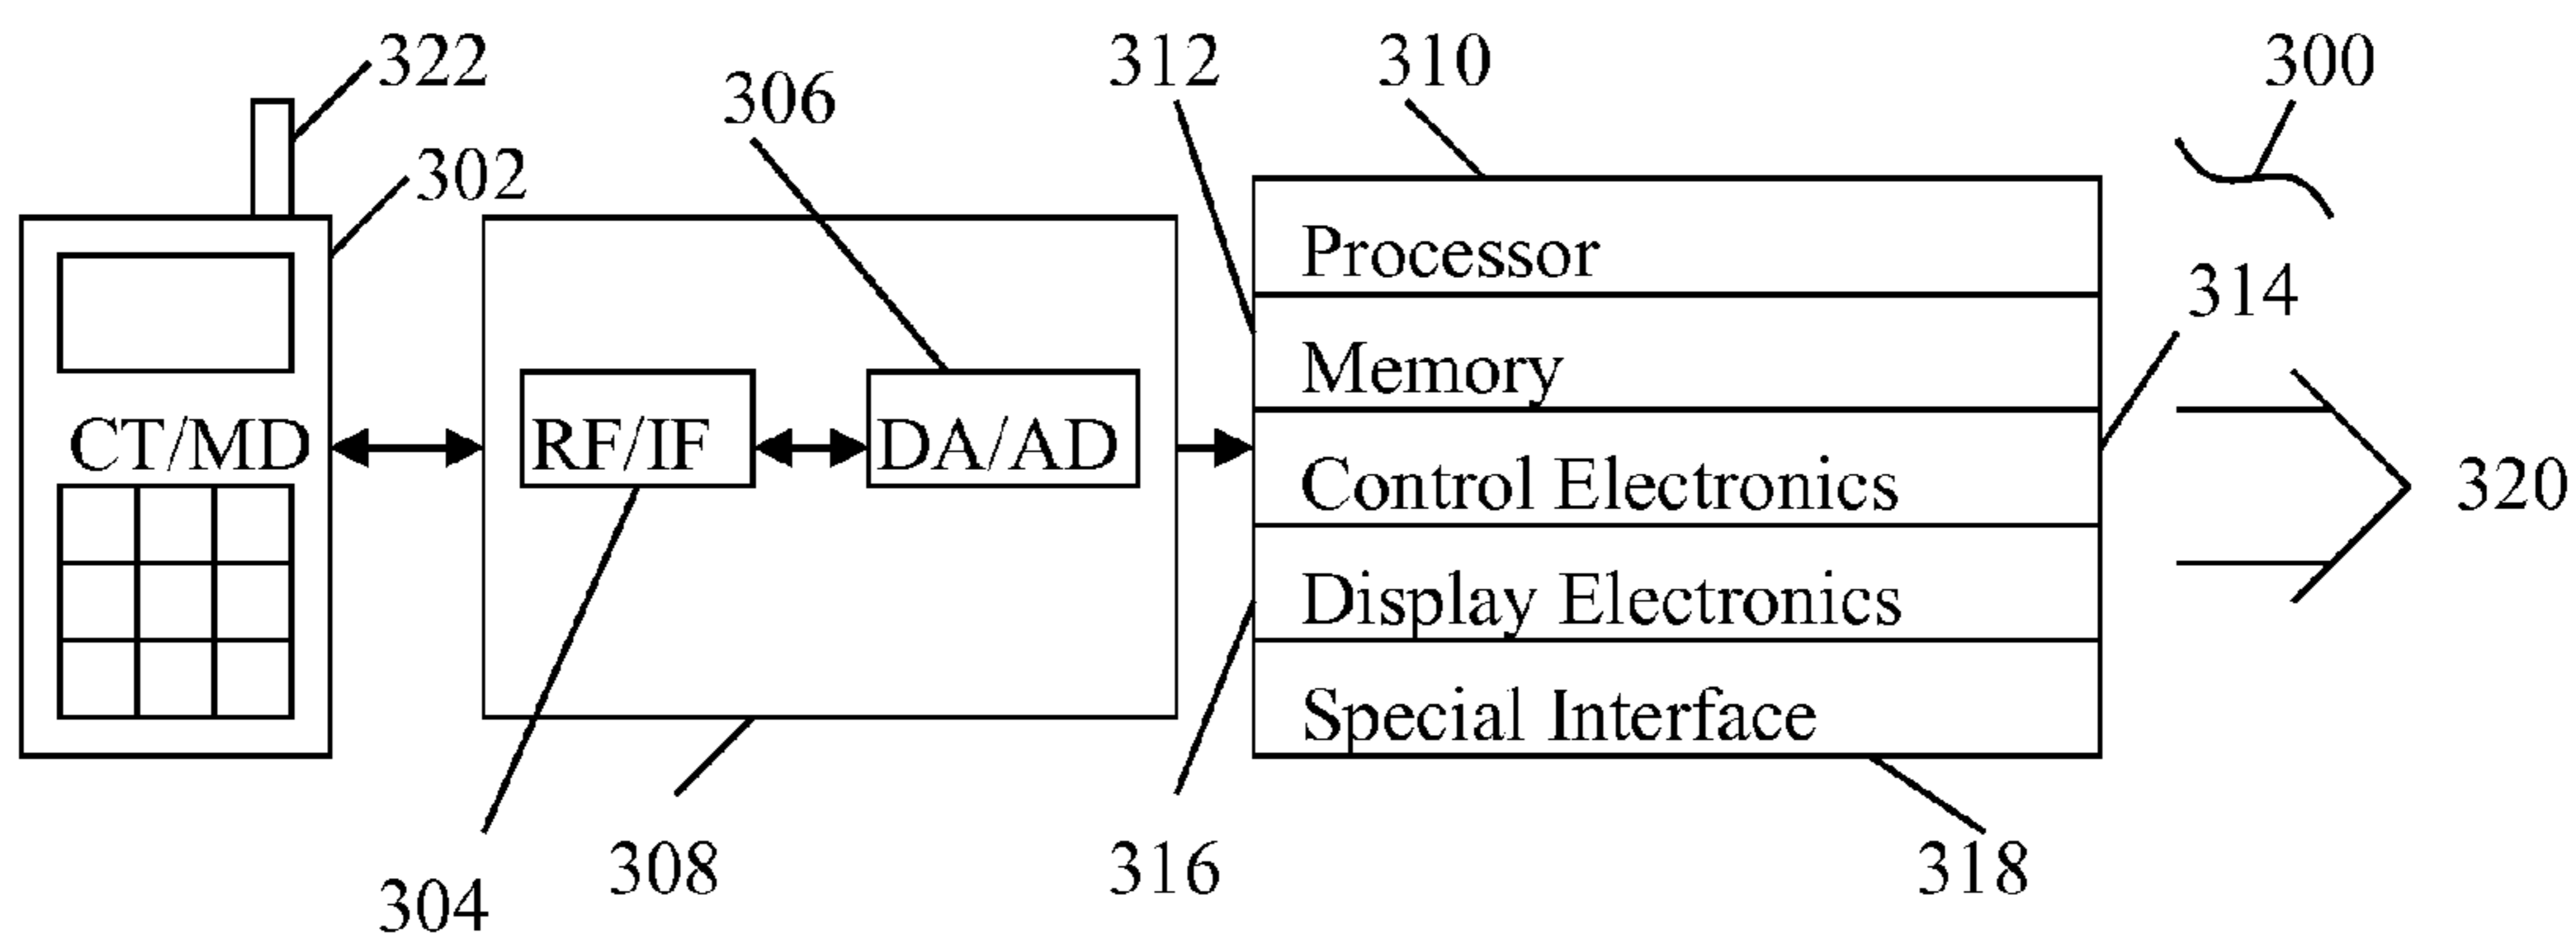 322
312
310
300
306
302
Processor
314
Memory
CT/MD
RF/IF
DA/AD
Control Electronics
320
Display Electronics
Special Interface
304
308
316
318